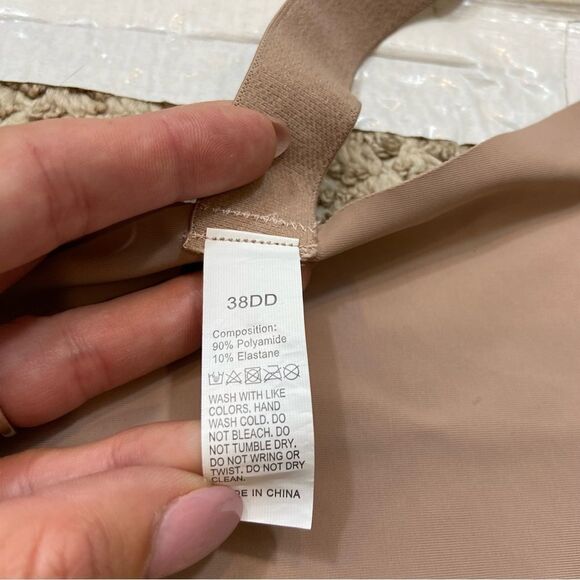 38DD
Composition:
90% Polyamide
10% Elastane
WASH WITH LIKE
COLORS. HAND
WASH COLD. DO
NOT BLEACH. DO
NOT TUMBLE DRY.
DO NOT WRING OR
TWIST. DO NOT DRY
CLEAN.
IN CHINA